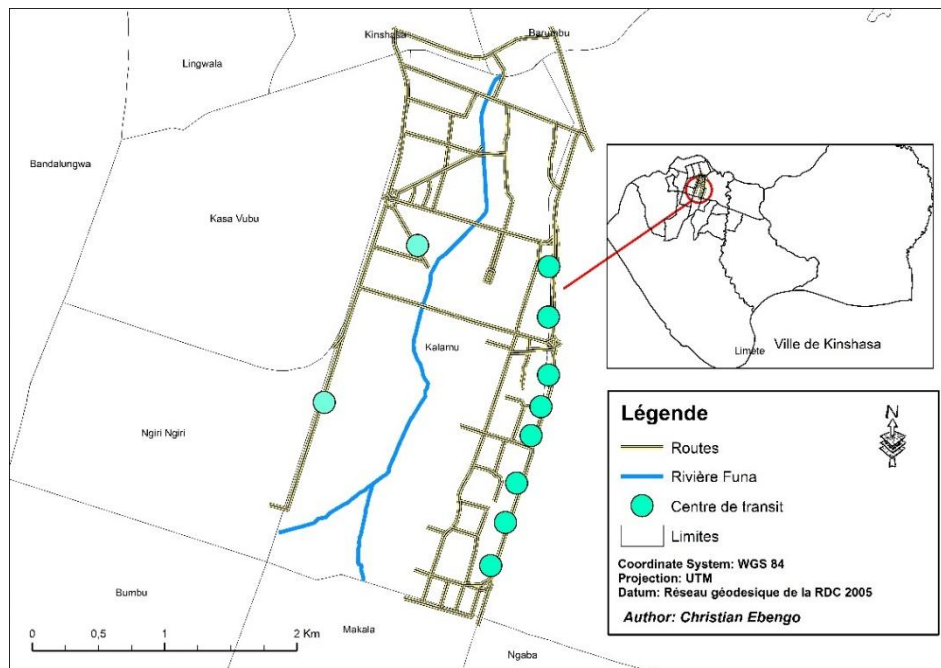 Kinshasa
Barumbu
Lingwala
Bandalungwa
Kasa Vubu
Kalamu
Limete
Ville de Kinshasa
Ngiri Ngiri
Bumbu
Makala
Ngaba
0 0,5 1 2 Km
Légende
N
Routes
Rivière Funa
Centre de transit
Limites
Coordinate System: WGS 84
Projection: UTM
Datum: Réseau géodesique de la RDC 2005
Author: Christian Ebengo